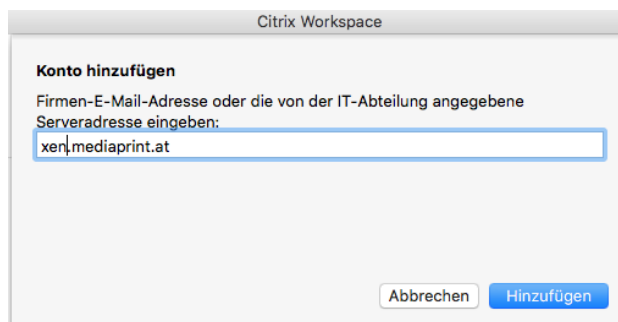 Citrix Workspace
Konto hinzufügen
Firmen-E-Mail-Adresse oder die von der IT-Abteilung angegebene
Serveradresse eingeben:
xen.mediaprint.at
Abbrechen
Hinzufügen